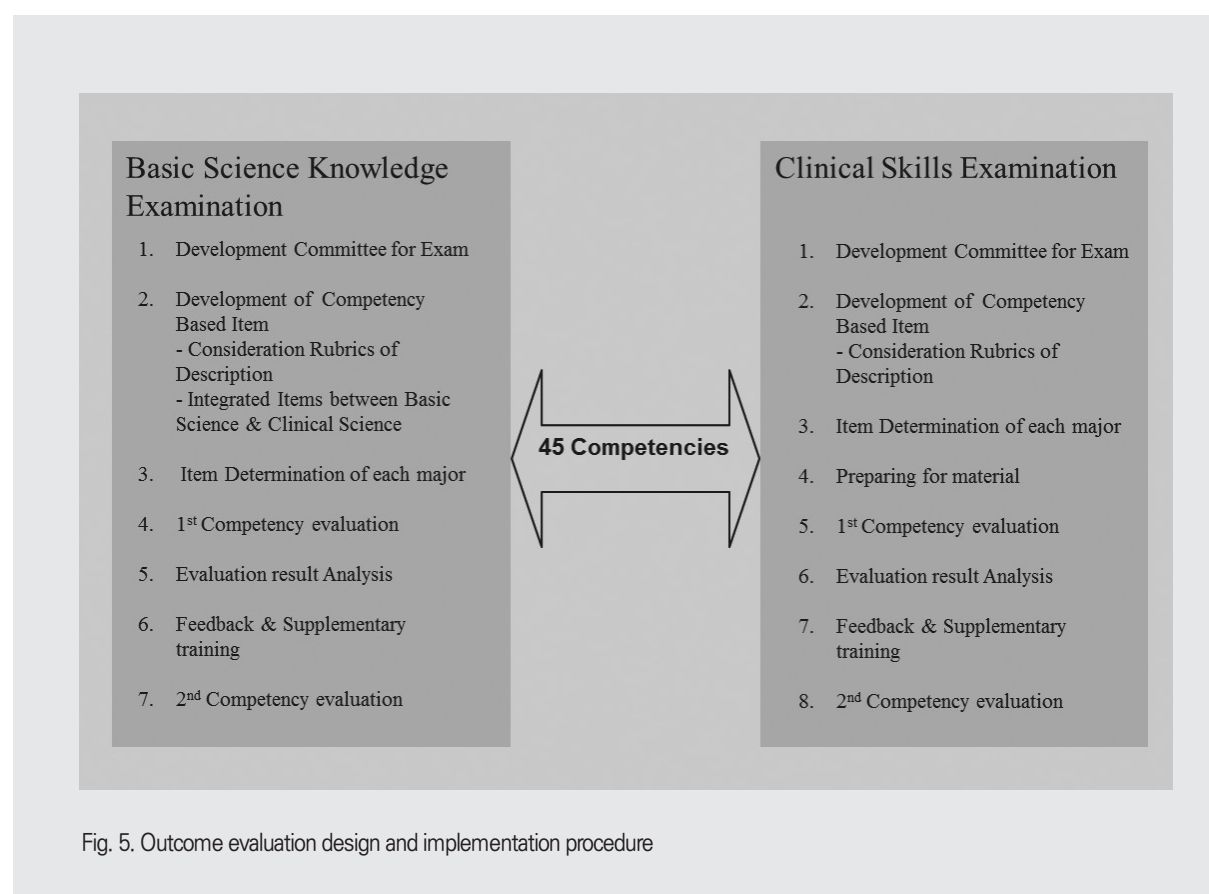 Basic Science Knowledge
Examination
1. Development Committee for Exam
2. Development of Competency
Based Item
- Consideration Rubrics of
Description
- Integrated Items between Basic
Science & Clinical Science
3. Item Determination of each major
4. 1st Competency evaluation
5. Evaluation result Analysis
6. Feedback & Supplementary
training
7. 2nd Competency evaluation
45 Competencies
Clinical Skills Examination
1. Development Committee for Exam
2. Development of Competency
Based Item
- Consideration Rubrics of
Description
3. Item Determination of each major
4. Preparing for material
5. 1st Competency evaluation
6. Evaluation result Analysis
7. Feedback & Supplementary
training
8. 2nd Competency evaluation
Fig. 5. Outcome evaluation design and implementation procedure